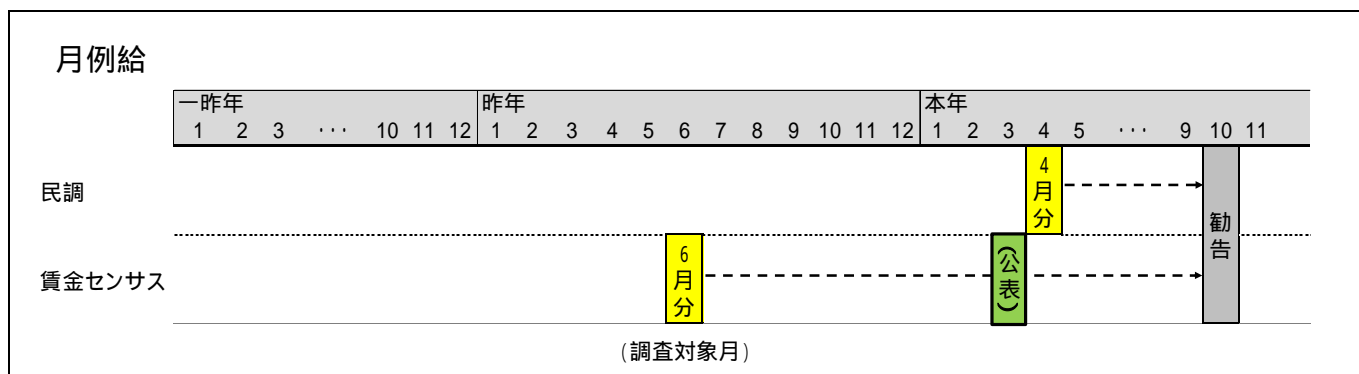 月例給
一昨年 昨年 本年
1 2 3 ・・・ 10 11 12 1 2 3 4 5 6 7 8 9 10 11 12 1 2 3 4 5 ・・・ 9 10 11
民調
4月分
勧告
賃金センサス
6月分
(公表)
(調査対象月)